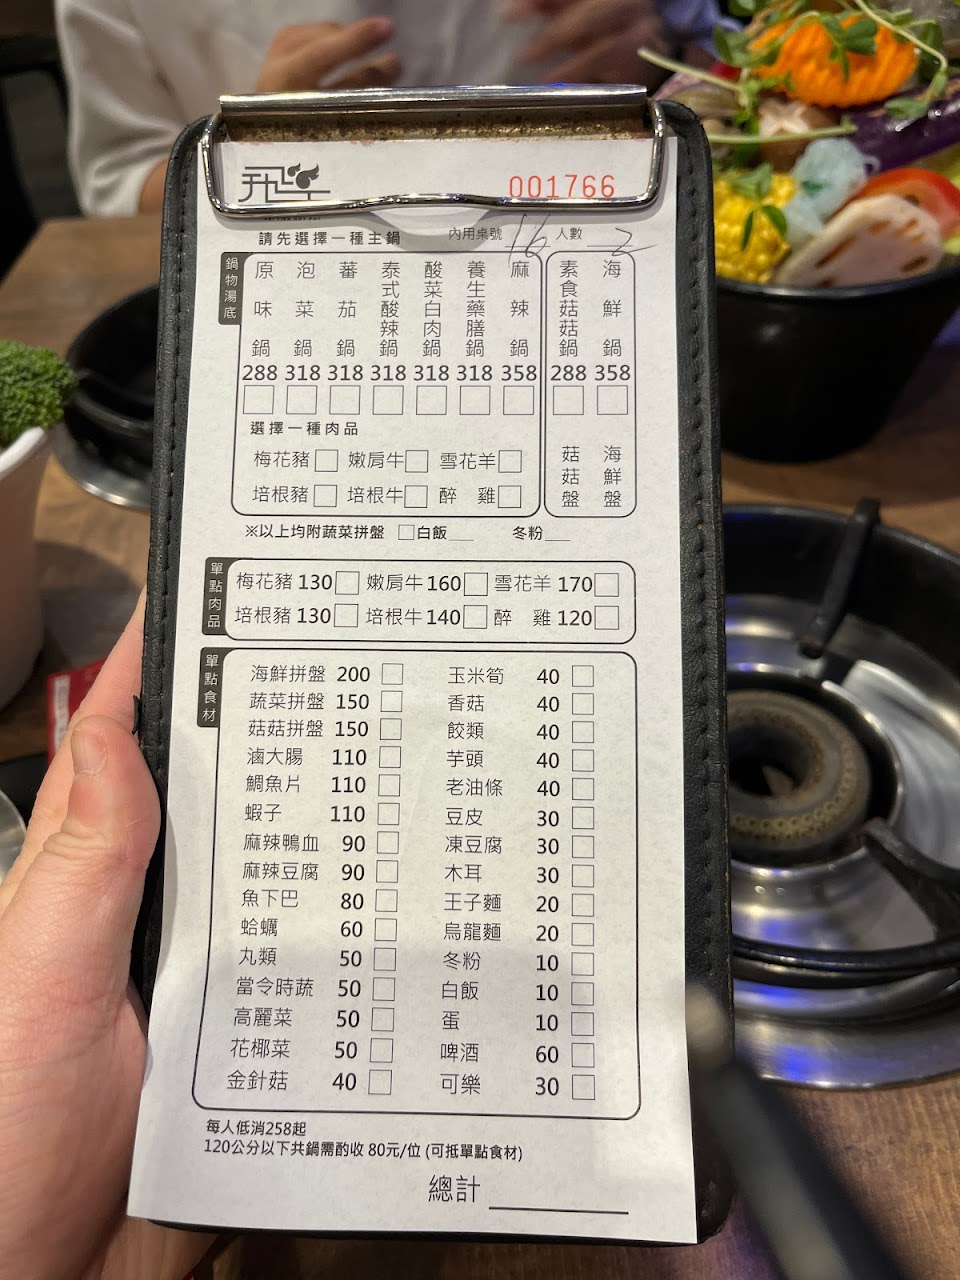 001766
請先選擇一種主鍋 內用桌號 16 人數 2
鍋物湯底
原味鍋 288
泡菜鍋 318
蕃茄鍋 318
泰式酸辣鍋 318
酸菜白肉鍋 318
養生藥膳鍋 318
麻辣鍋 358
選擇一種肉品
梅花豬 嫩肩牛 雪花羊
培根豬 培根牛 醉 雞
素食菇菇鍋 288
菇菇盤
海鮮鍋 358
海鮮盤
※以上均附蔬菜拼盤 白飯 冬粉
單點肉品
梅花豬 130 嫩肩牛 160 雪花羊 170
培根豬 130 培根牛 140 醉 雞 120
單點食材
海鮮拼盤 200
蔬菜拼盤 150
菇菇拼盤 150
滷大腸 110
鯛魚片 110
蝦子 110
麻辣鴨血 90
麻辣豆腐 90
魚下巴 80
蛤蠣 60
丸類 50
當令時蔬 50
高麗菜 50
花椰菜 50
金針菇 40
玉米筍 40
香菇 40
餃類 40
芋頭 40
老油條 40
豆皮 30
凍豆腐 30
木耳 30
王子麵 20
烏龍麵 20
冬粉 10
白飯 10
蛋 10
啤酒 60
可樂 30
每人低消258起
120公分以下共鍋需酌收 80元/位 (可抵單點食材)
總計